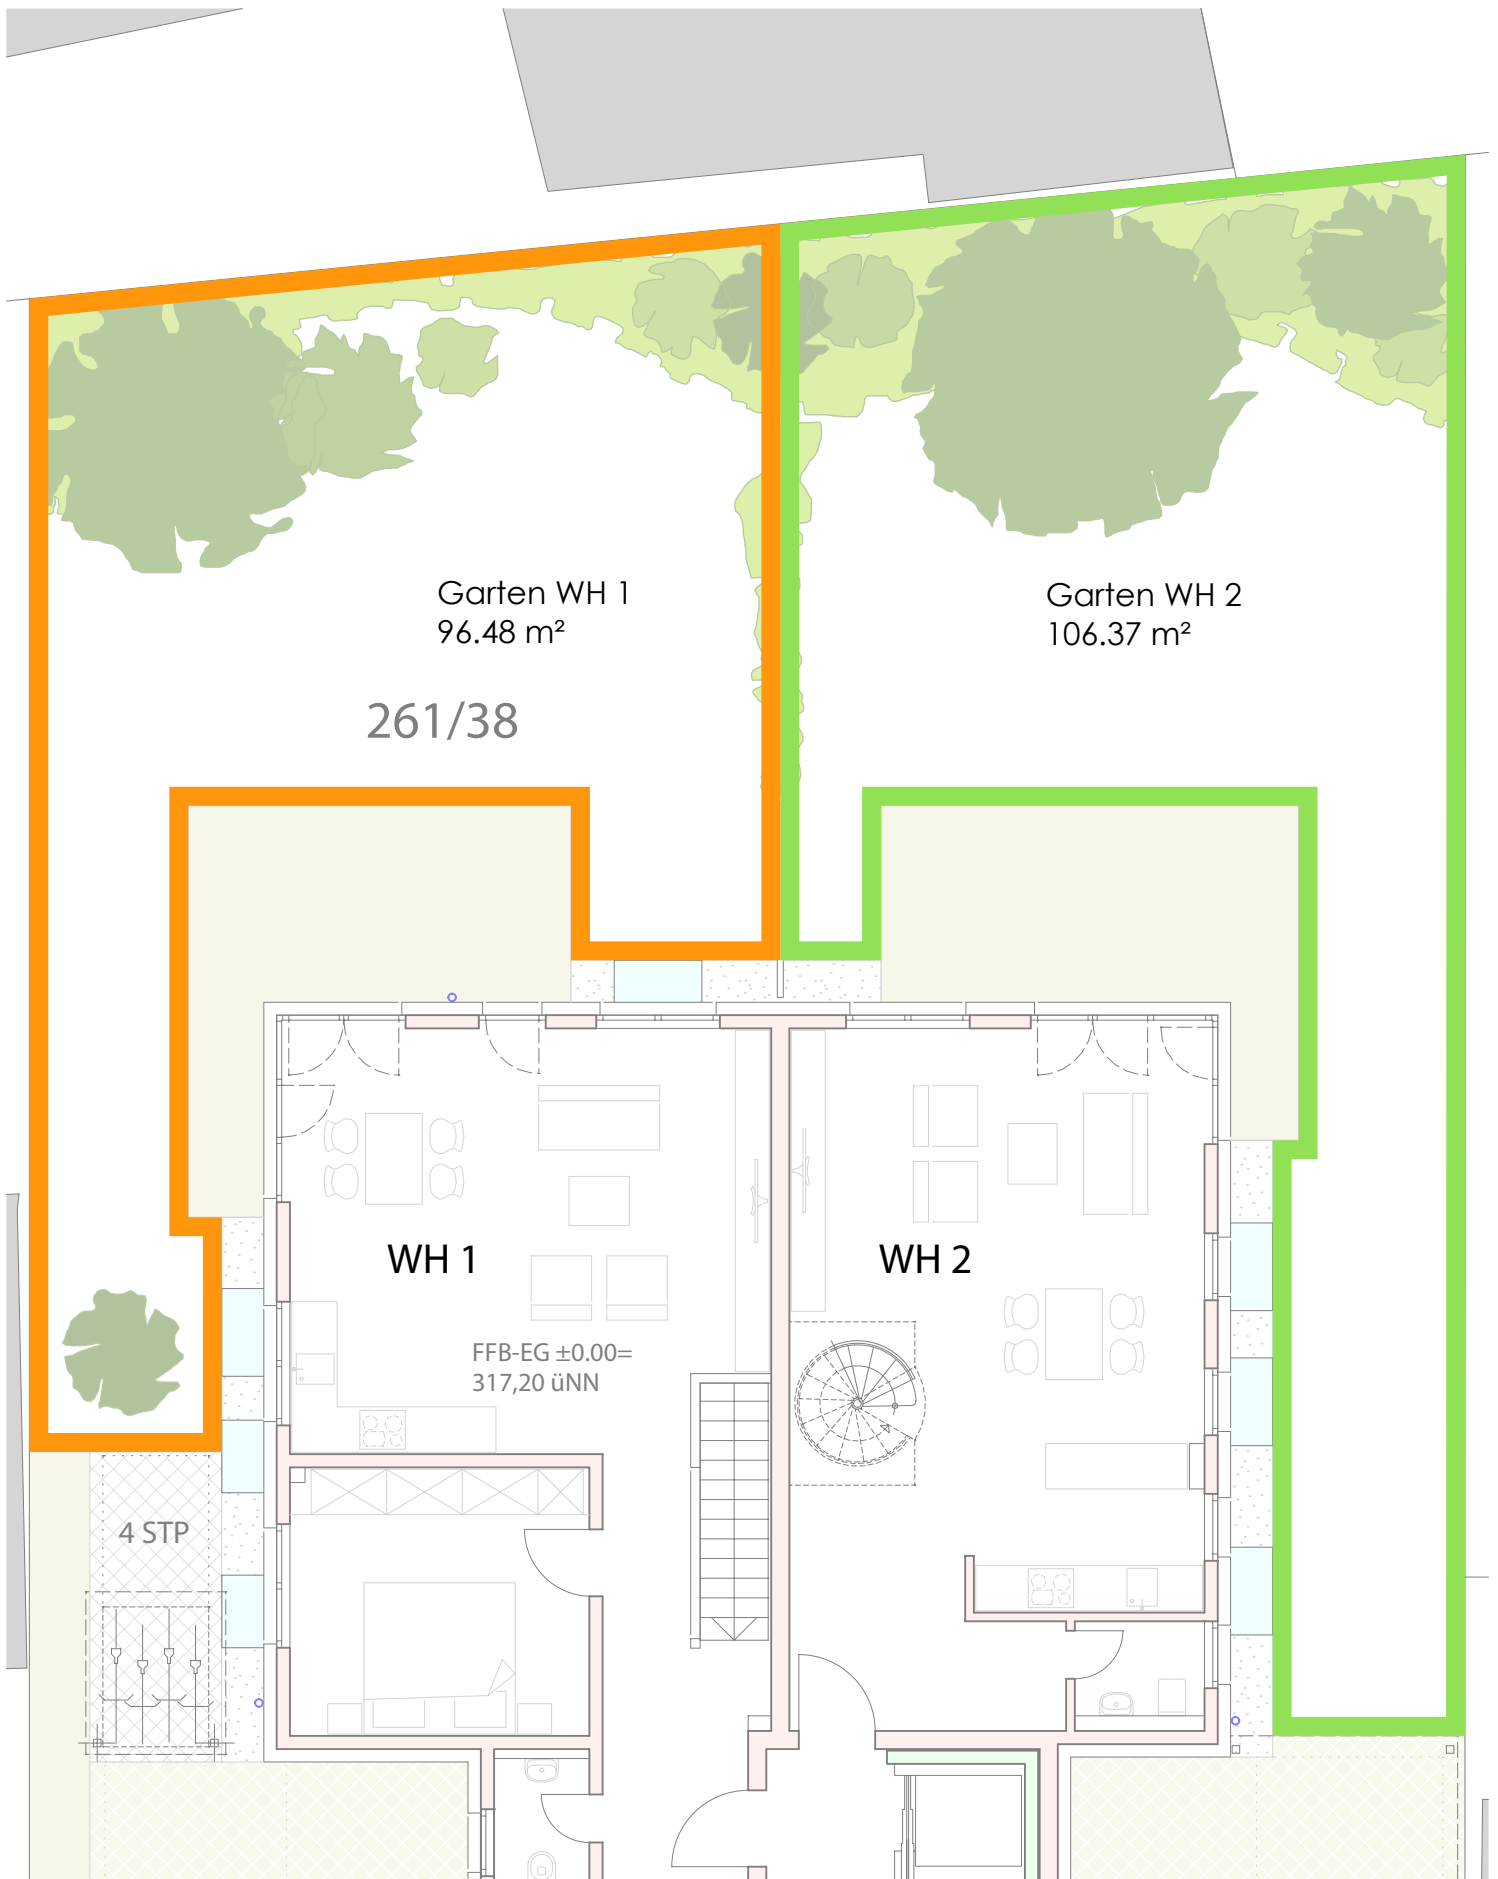 Garten WH 1
96.48 m²
Garten WH 2
106.37 m²
261/38
WH 1
WH 2
FFB-EG ±0.00=
317,20 üNN
4 STP